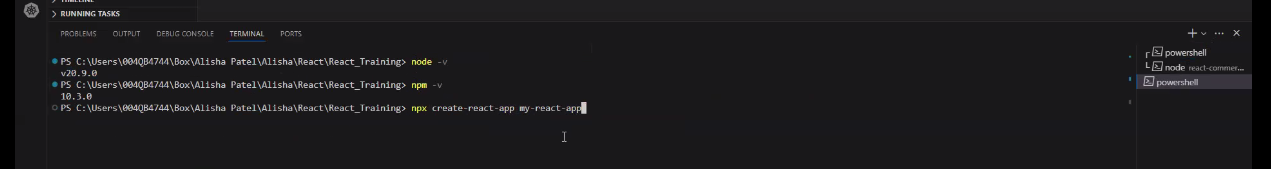 TIMELINE
RUNNING TASKS
PROBLEMS OUTPUT DEBUG CONSOLE TERMINAL PORTS
PS C:\Users\004QB4744\Box\Alisha Patel\Alisha\React\React_Training> node -v
v20.9.0
PS C:\Users\004QB4744\Box\Alisha Patel\Alisha\React\React_Training> npm -v
10.3.0
PS C:\Users\004QB4744\Box\Alisha Patel\Alisha\React\React_Training> npx create-react-app my-react-app
powershell
node react-commer...
powershell